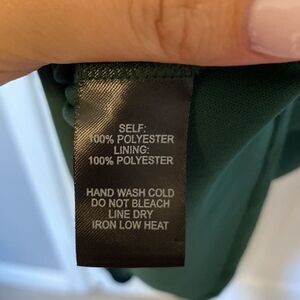 SELF:
100% POLYESTER
LINING:
100% POLYESTER
HAND WASH COLD
DO NOT BLEACH
LINE DRY
IRON LOW HEAT